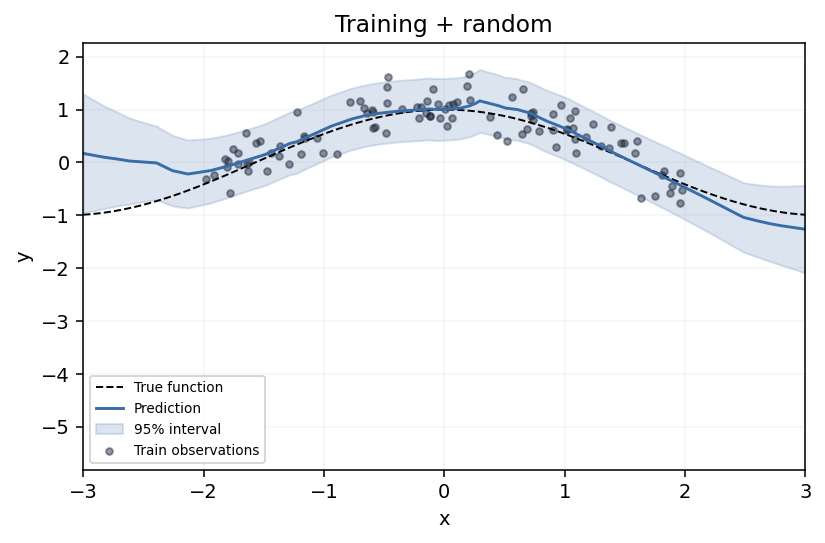 Training + random
2
1
0
−1
−2
−3
−4
−5
y
True function
Prediction
95% interval
Train observations
−3 −2 −1 0 1 2 3
x